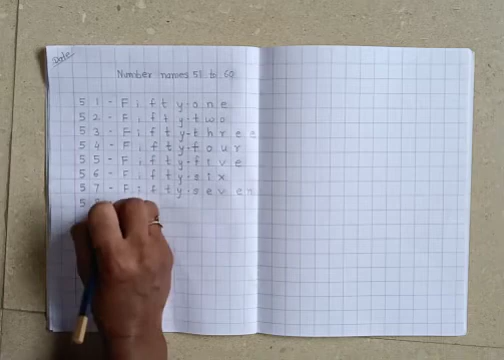 Date
Number names 51 to 60
51 - Fifty-one
52 - Fifty-two
53 - Fifty-three
54 - Fifty-four
55 - Fifty-five
56 - Fifty-six
57 - Fifty-seven
5